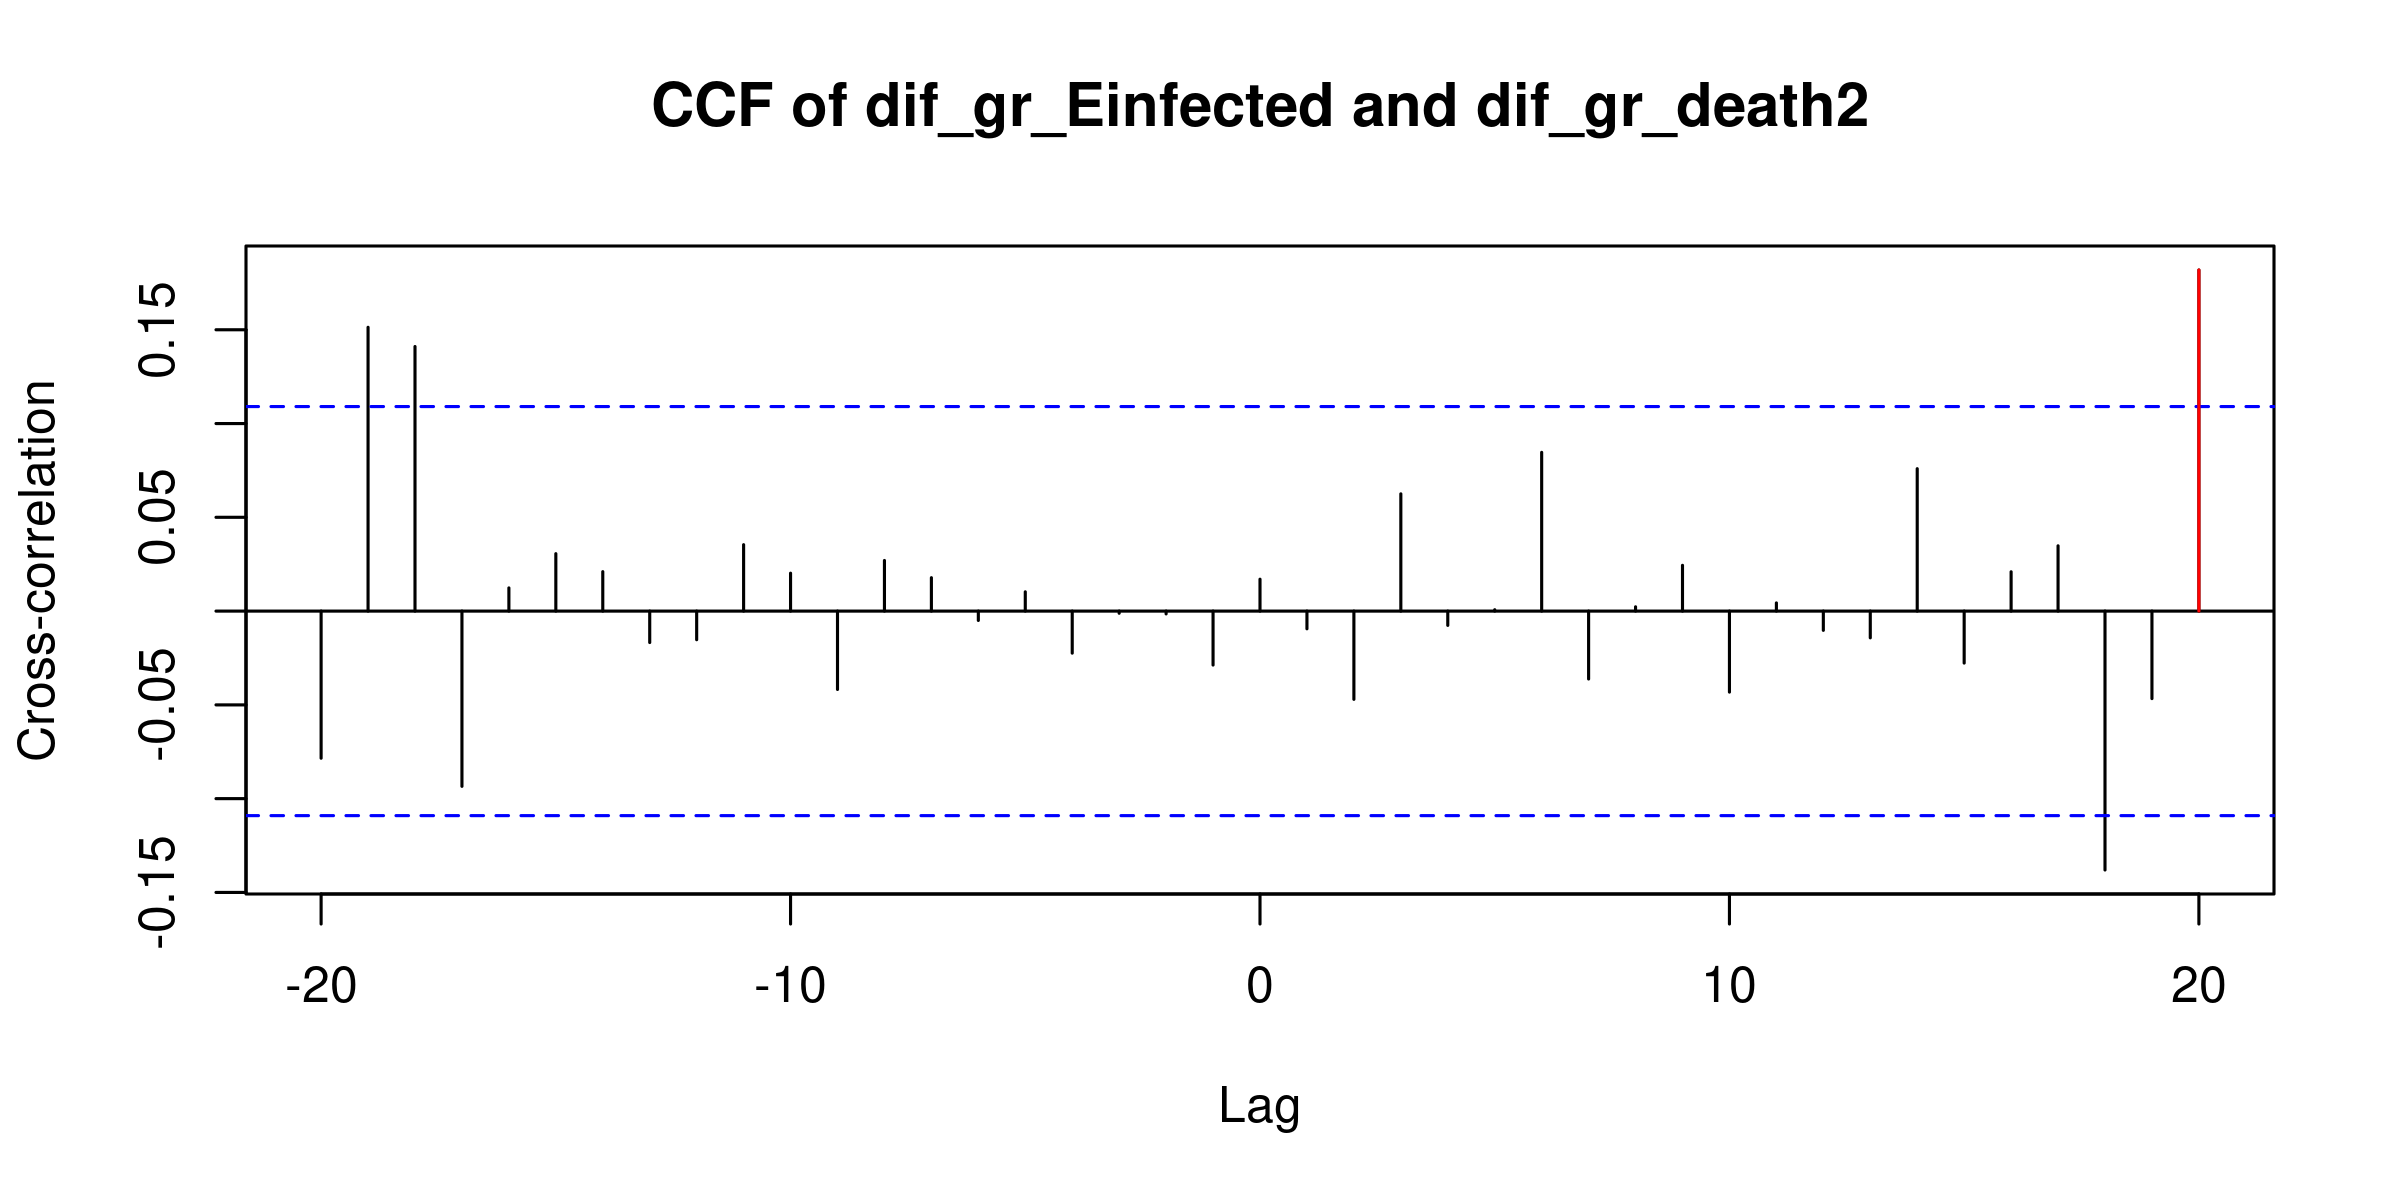 CCF of dif_gr_Einfected and dif_gr_death2
Cross-correlation
0.15
0.05
-0.05
-0.15
-20 -10 0 10 20
Lag